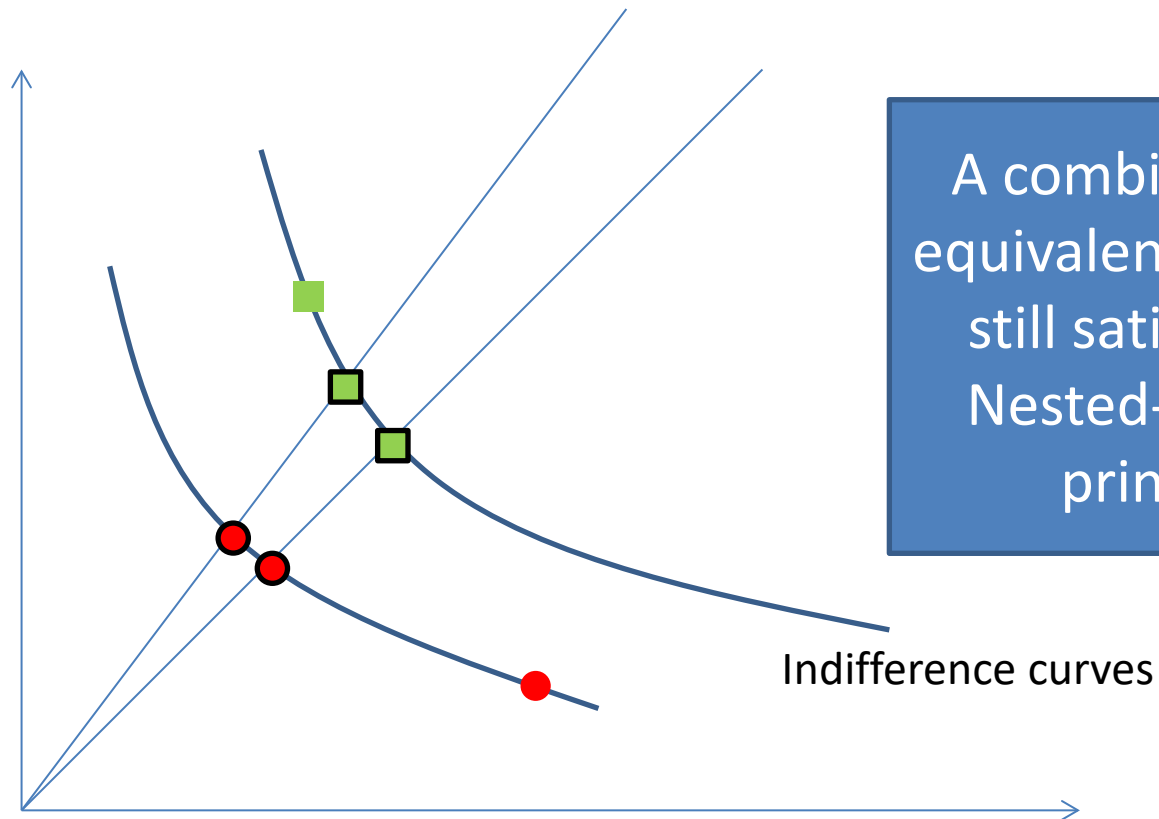 A combi
equivalen
still sati
Nested-
prin
Indifference curves